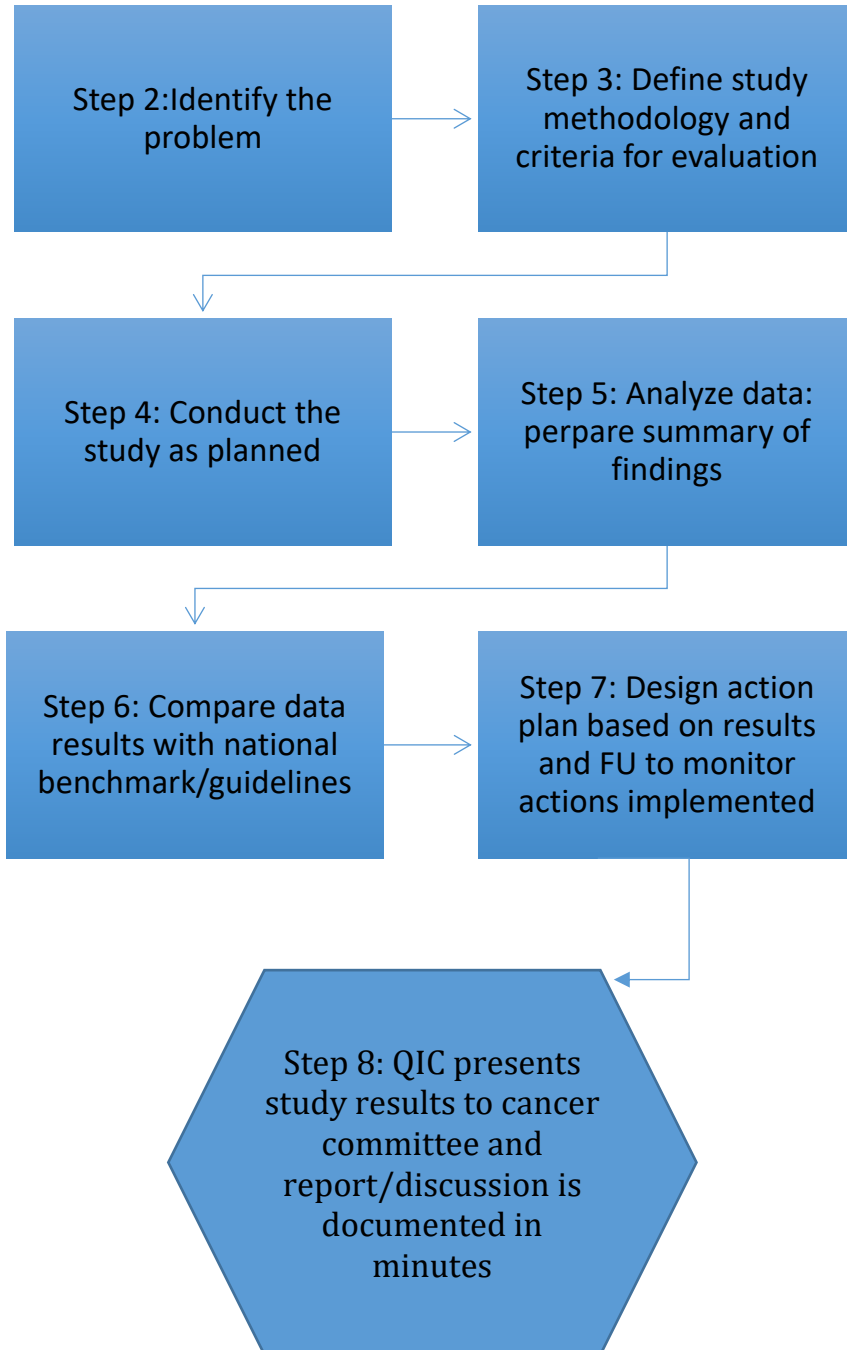 Step 2:Identify the
problem
Step 3: Define study
methodology and
criteria for evaluation
Step 4: Conduct the
study as planned
Step 5: Analyze data:
perpare summary of
findings
Step 6: Compare data
results with national
benchmark/guidelines
Step 7: Design action
plan based on results
and FU to monitor
actions implemented
Step 8: QIC presents
study results to cancer
committee and
report/discussion is
documented in
minutes